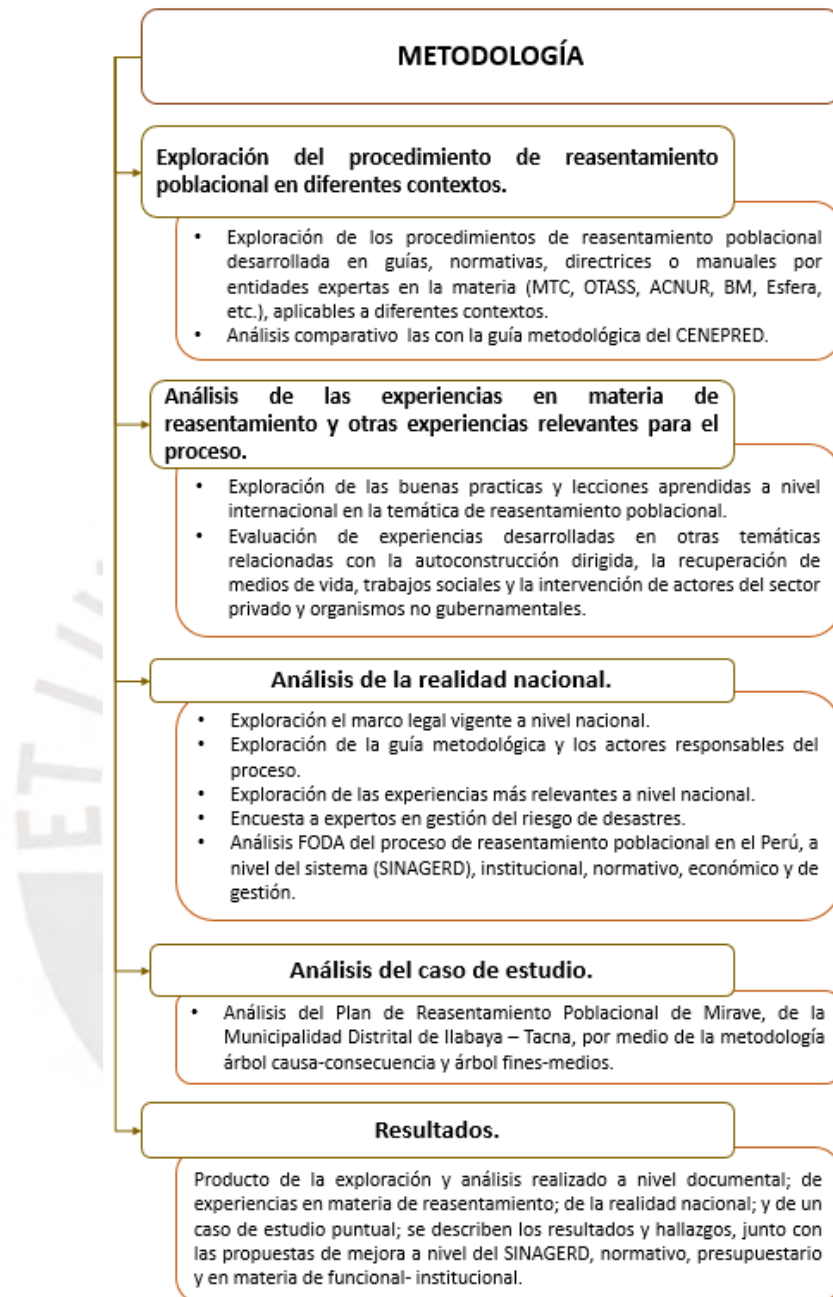 METODOLOGÍA
Exploración del procedimiento de reasentamiento
poblacional en diferentes contextos.
• Exploración de los procedimientos de reasentamiento poblacional
desarrollada en guías, normativas, directrices o manuales por
entidades expertas en la materia (MTC, OTASS, ACNUR, BM, Esfera,
etc.), aplicables a diferentes contextos.
• Análisis comparativo las con la guía metodológica del CENEPRED.
Análisis de las experiencias en materia de
reasentamiento y otras experiencias relevantes para el
proceso.
• Exploración de las buenas practicas y lecciones aprendidas a nivel
internacional en la temática de reasentamiento poblacional.
• Evaluación de experiencias desarrolladas en otras temáticas
relacionadas con la autoconstrucción dirigida, la recuperación de
medios de vida, trabajos sociales y la intervención de actores del sector
privado y organismos no gubernamentales.
Análisis de la realidad nacional.
• Exploración el marco legal vigente a nivel nacional.
• Exploración de la guía metodológica y los actores responsables del
proceso.
• Exploración de las experiencias más relevantes a nivel nacional.
• Encuesta a expertos en gestión del riesgo de desastres.
• Análisis FODA del proceso de reasentamiento poblacional en el Perú, a
nivel del sistema (SINAGERD), institucional, normativo, económico y de
gestión.
Análisis del caso de estudio.
• Análisis del Plan de Reasentamiento Poblacional de Mirave, de la
Municipalidad Distrital de Ilabaya – Tacna, por medio de la metodología
árbol causa-consecuencia y árbol fines-medios.
Resultados.
Producto de la exploración y análisis realizado a nivel documental; de
experiencias en materia de reasentamiento; de la realidad nacional; y de un
caso de estudio puntual; se describen los resultados y hallazgos, junto con
las propuestas de mejora a nivel del SINAGERD, normativo, presupuestario
y en materia de funcional- institucional.
ET